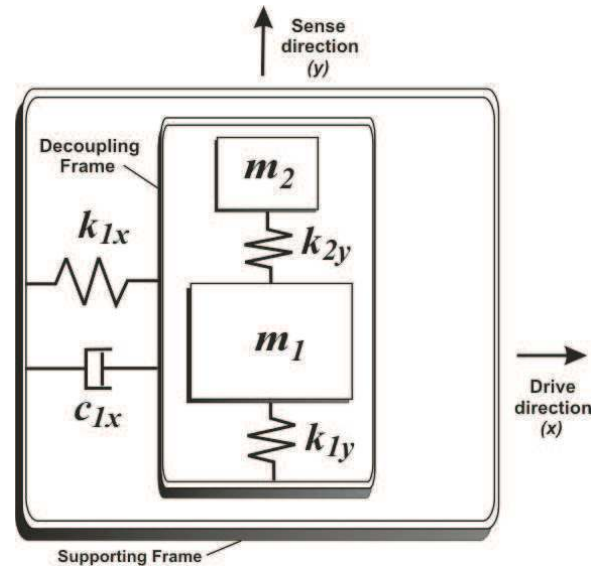 Sense
direction
(y)
Decoupling
Frame
m2
k1x
k2y
m1
c1x
k1y
Drive
direction
(x)
Supporting Frame